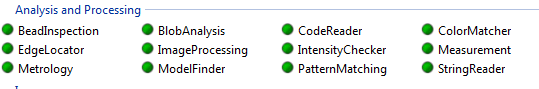 Analysis and Processing
BeadInspection BlobAnalysis CodeReader ColorMatcher
EdgeLocator ImageProcessing IntensityChecker Measurement
Metrology ModelFinder PatternMatching StringReader